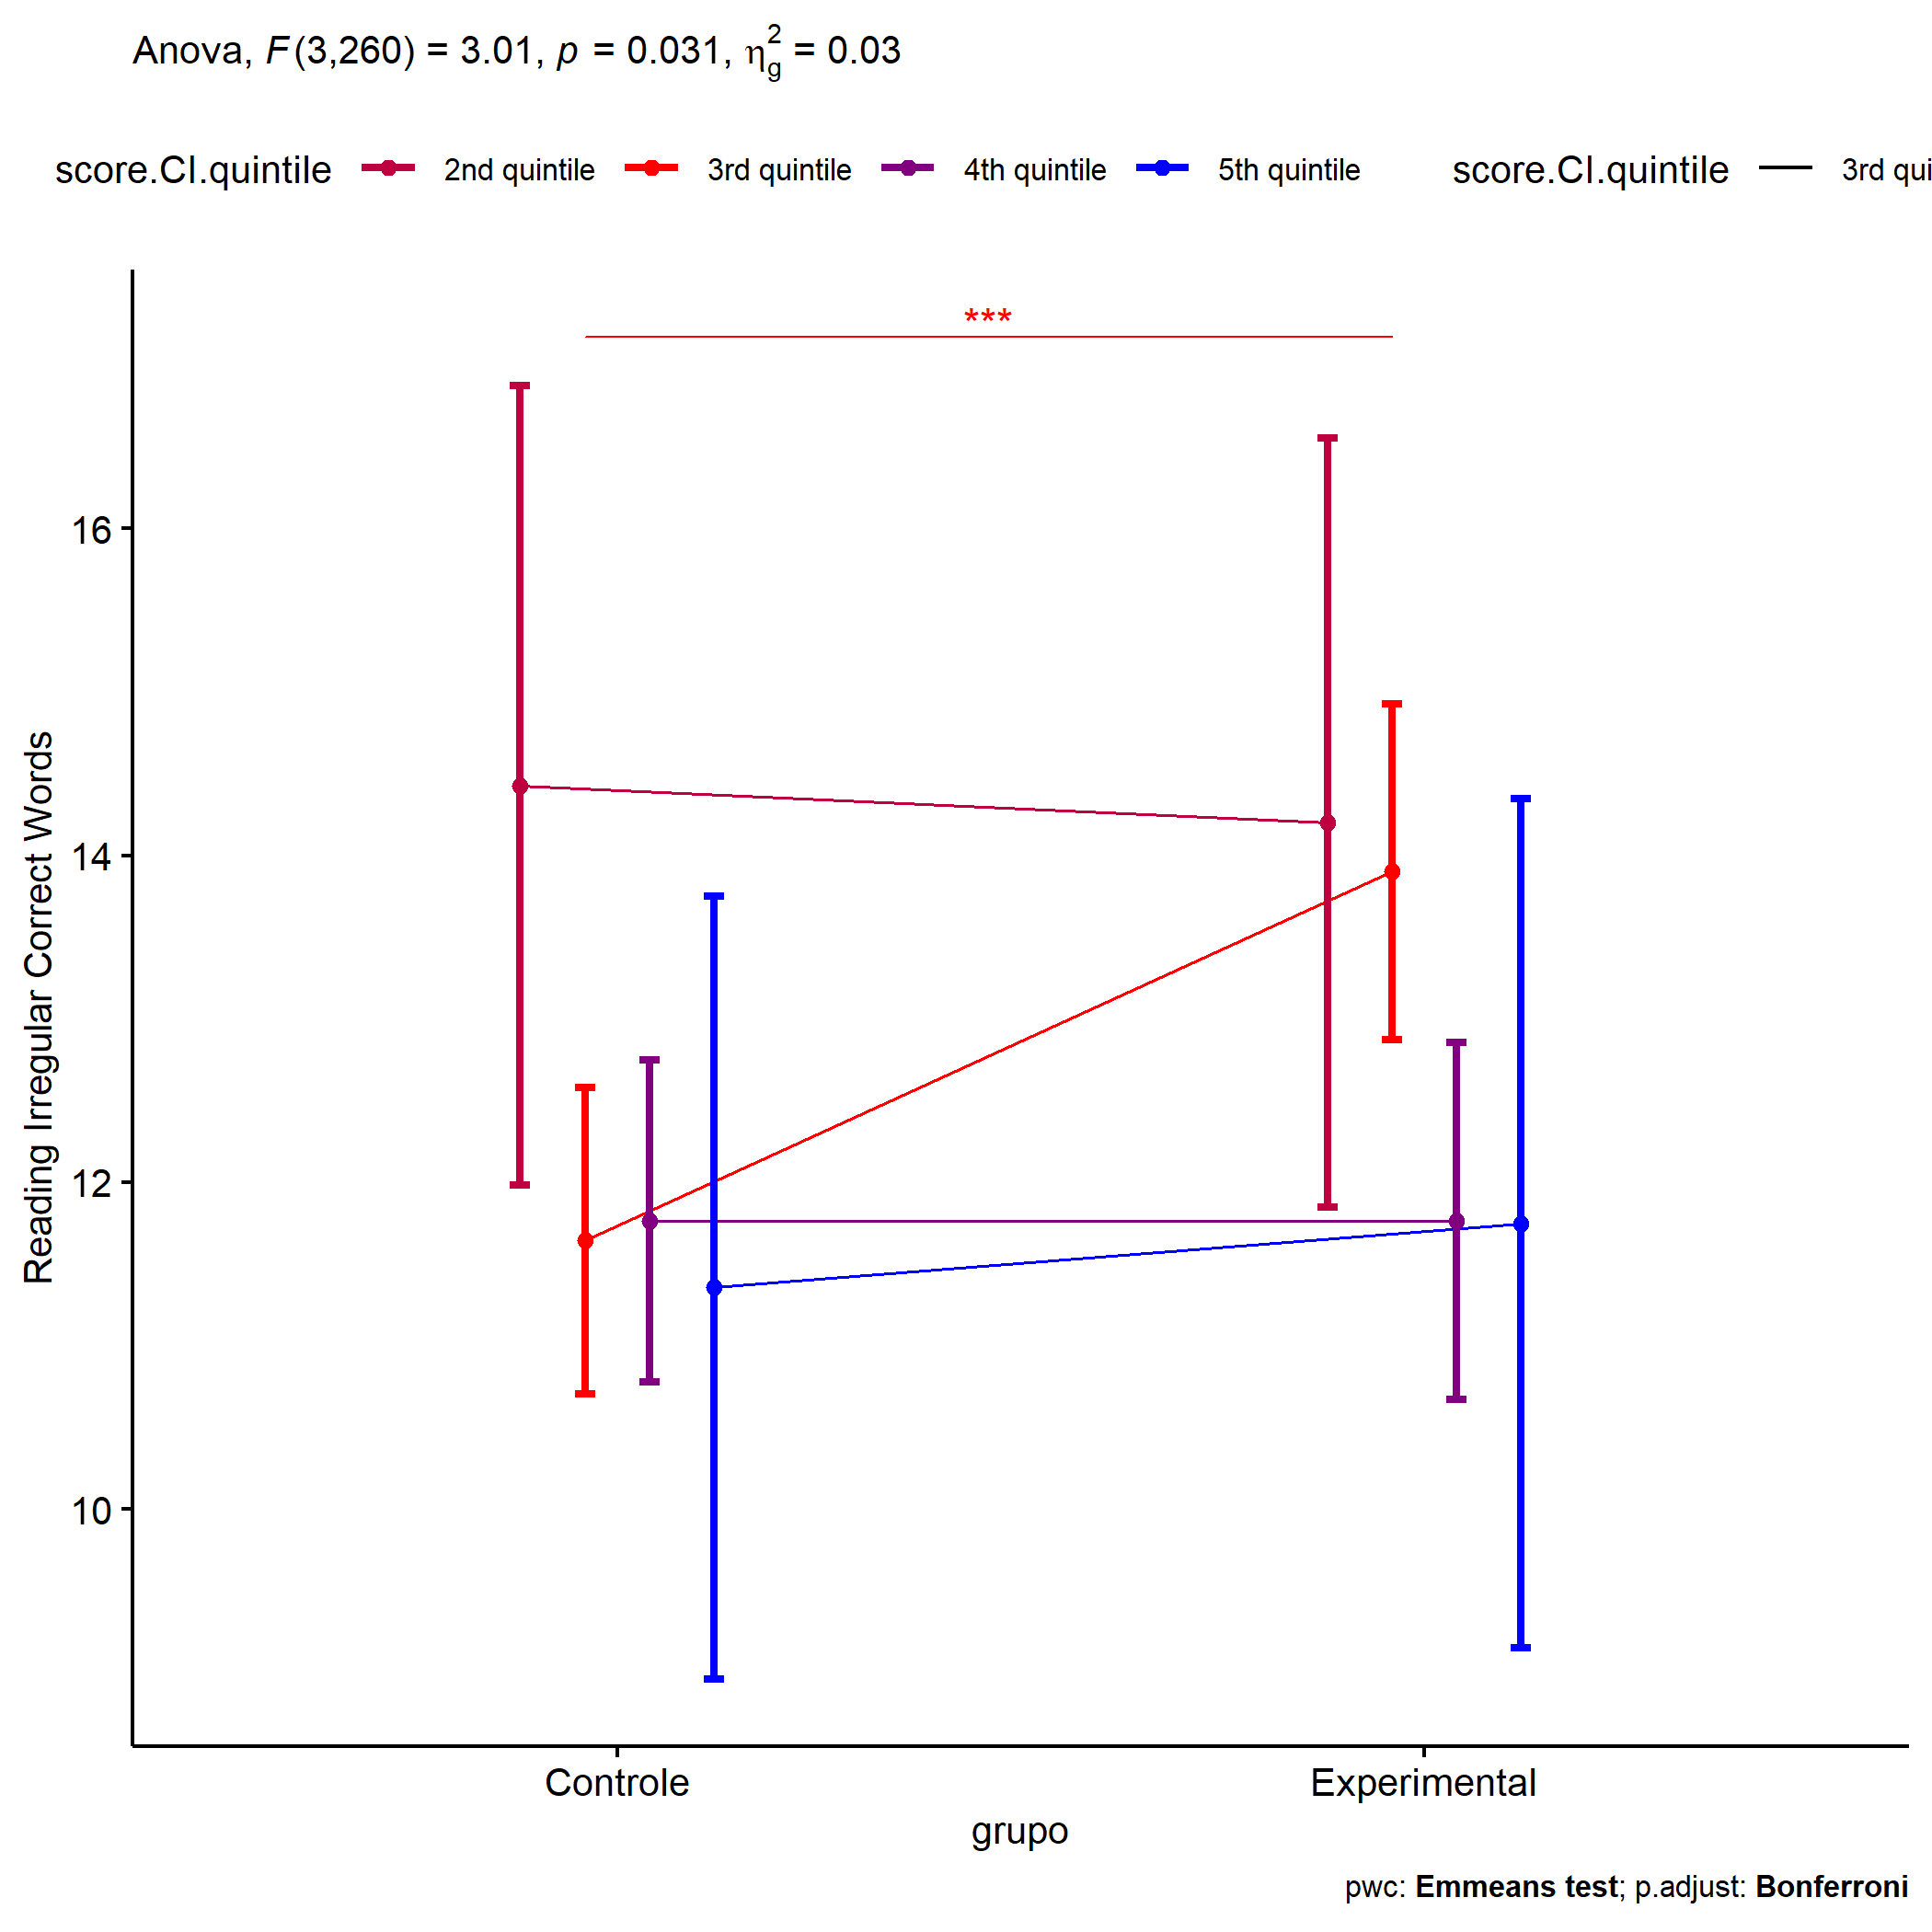 Anova, F(3,260) = 3.01, p = 0.031, η²g = 0.03
score.CI.quintile 2nd quintile 3rd quintile 4th quintile 5th quintile score.CI.quintile 3rd qui
***
16
14
12
10
Reading Irregular Correct Words
Controle Experimental
grupo
pwc: Emmeans test; p.adjust: Bonferroni